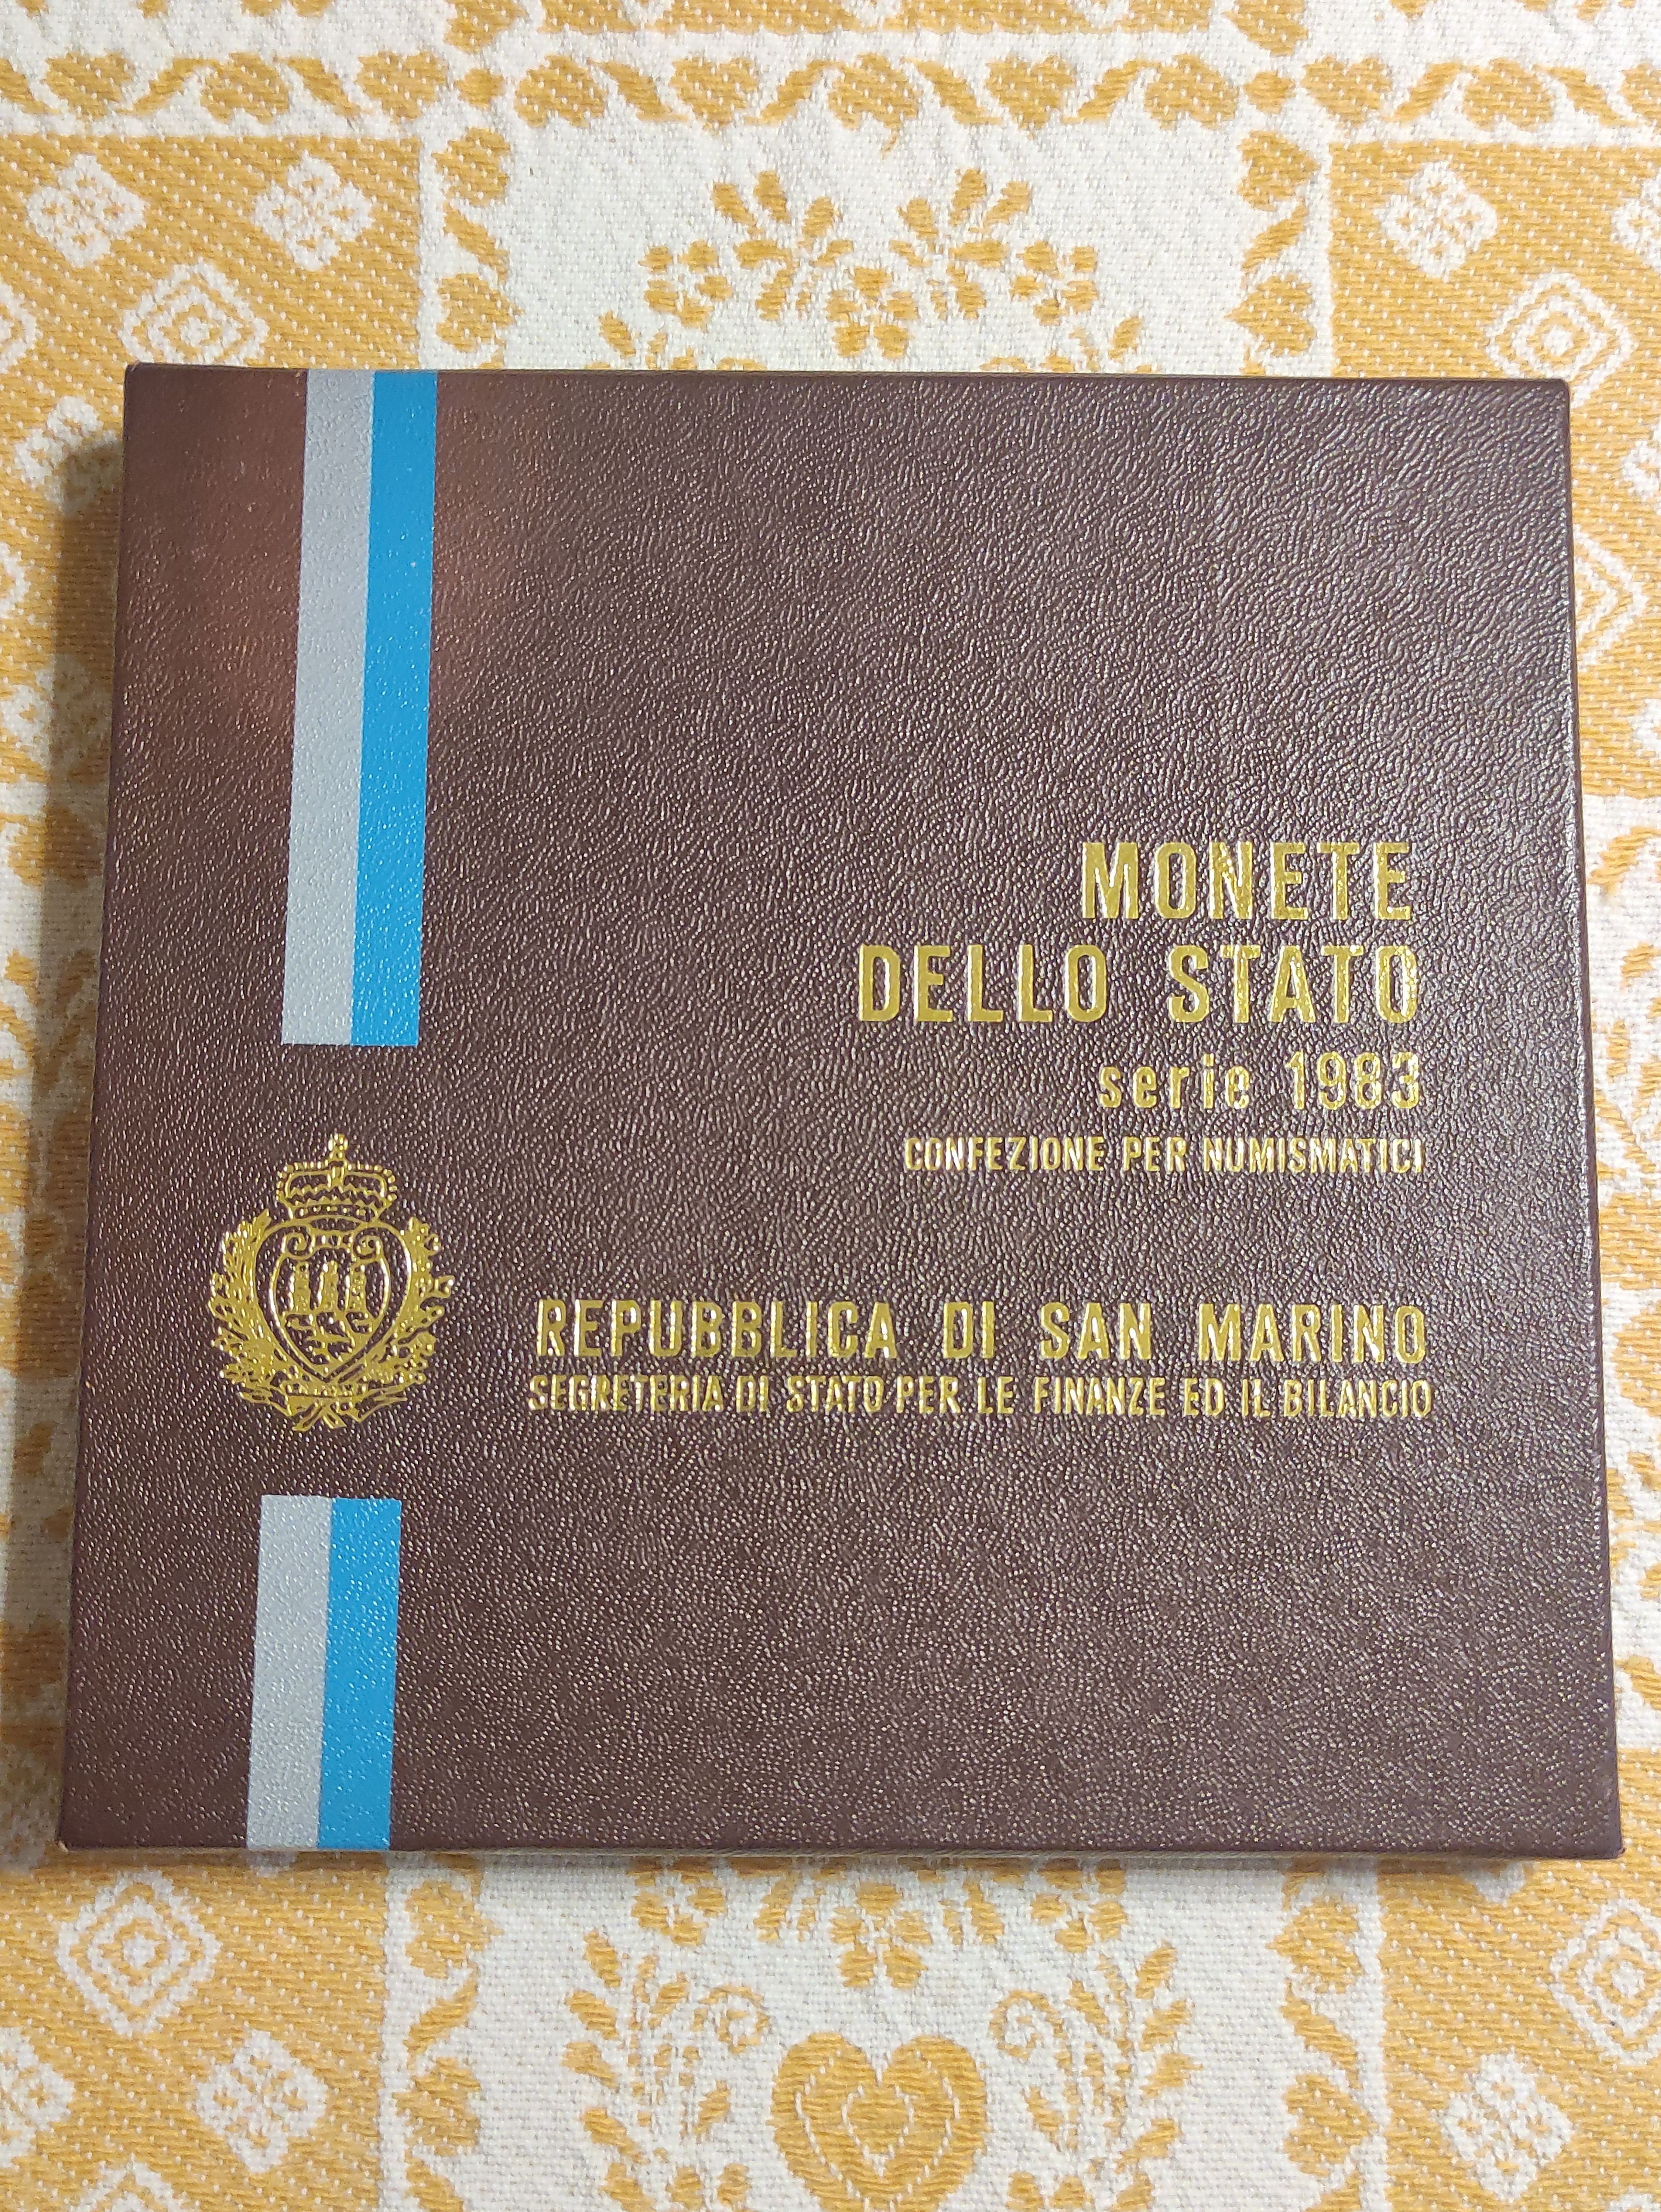 MONETE
DELLO STATO
serie 1983
CONFEZIONE PER NUMISMATICI
REPUBBLICA DI SAN MARINO
SEGRETERIA DI STATO PER LE FINANZE ED IL BILANCIO